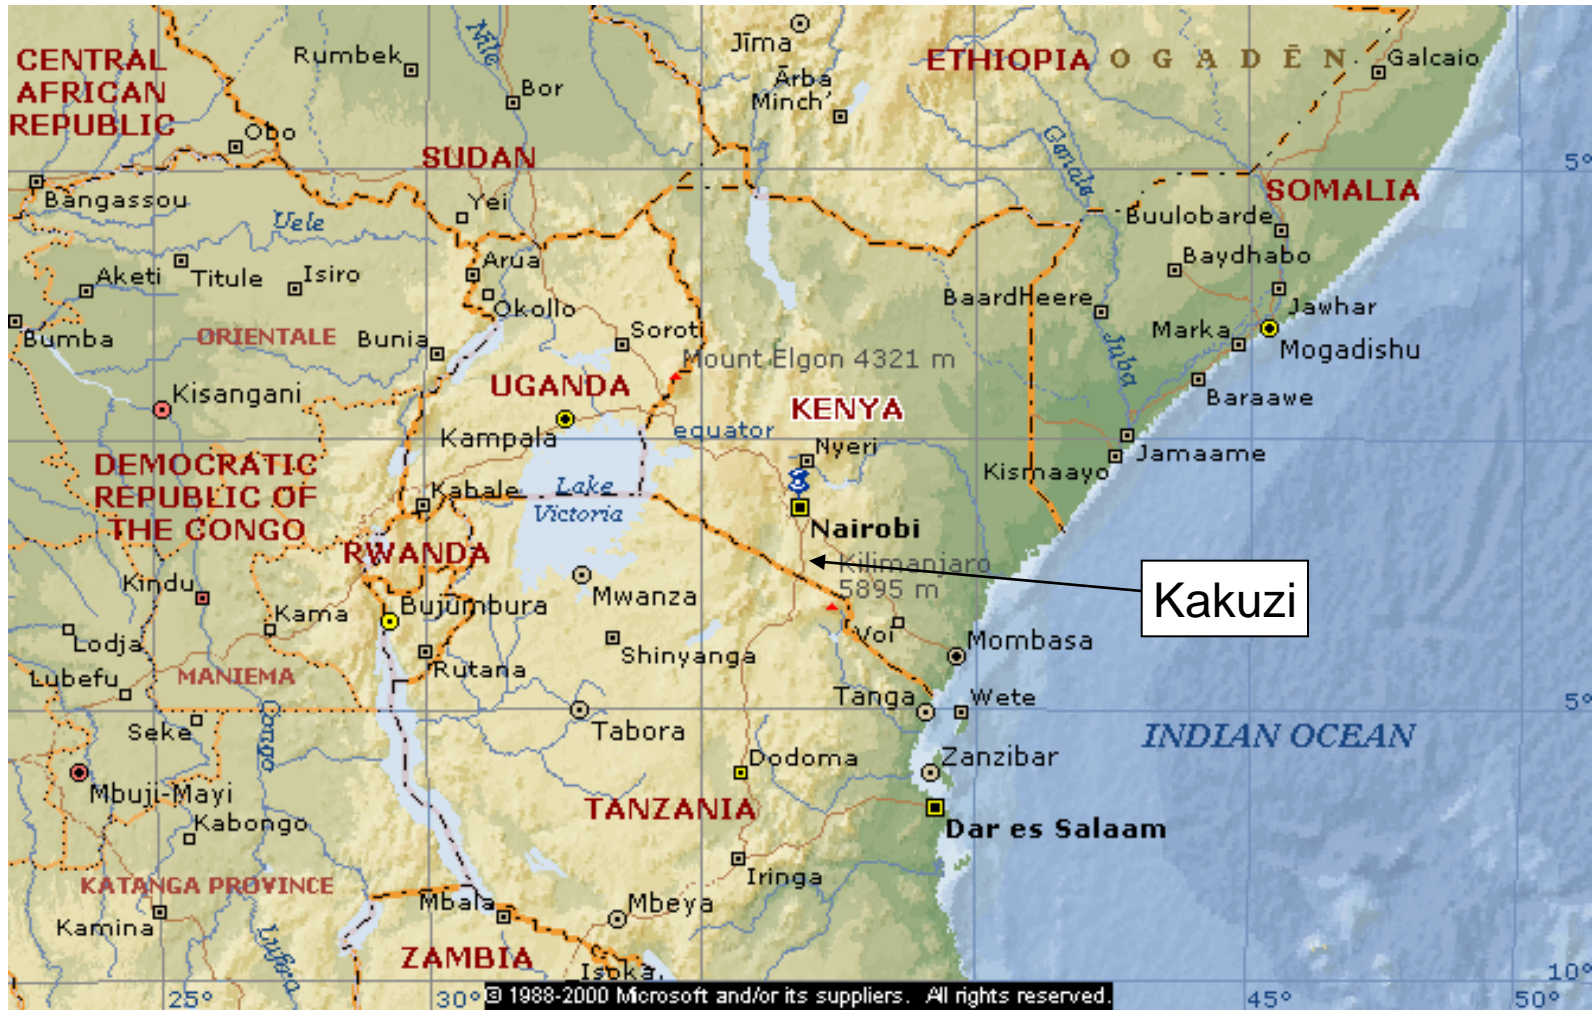 CENTRAL
AFRICAN
REPUBLIC
Rumbek
Nile
Bor
Jīma
Ārba
Minch'
ETHIOPIA
OGADĒN
Galcaio
Obo
SUDAN
Genale
5°
Bangassou
Uele
Yei
SOMALIA
Buulobarde
Baydhabo
Aketi
Titule
Isiro
Arua
Okollo
BaardHeere
Jawhar
Bumba
ORIENTALE
Bunia
Soroti
Mount Elgon 4321 m
Marka
Mogadishu
Juba
Kisangani
UGANDA
KENYA
Baraawe
Kampala
equator
Nyeri
Jamaame
Kismaayo
DEMOCRATIC
REPUBLIC OF
THE CONGO
Kabale
Lake
Victoria
Nairobi
RWANDA
Kilimanjaro
5895 m
Kakuzi
Kindu
Kama
Bujumbura
Mwanza
Lodja
Shinyanga
Voi
Mombasa
Lubefu
MANIEMA
Rutana
Tanga
Wete
5°
Seke
Congo
Tabora
INDIAN OCEAN
Mbuji-Mayi
Dodoma
Zanzibar
Kabongo
TANZANIA
Dar es Salaam
KATANGA PROVINCE
Iringa
Kamina
Mbala
Mbeya
Lufira
ZAMBIA
Isoka
10°
25°
30°
© 1988-2000 Microsoft and/or its suppliers. All rights reserved.
45°
50°